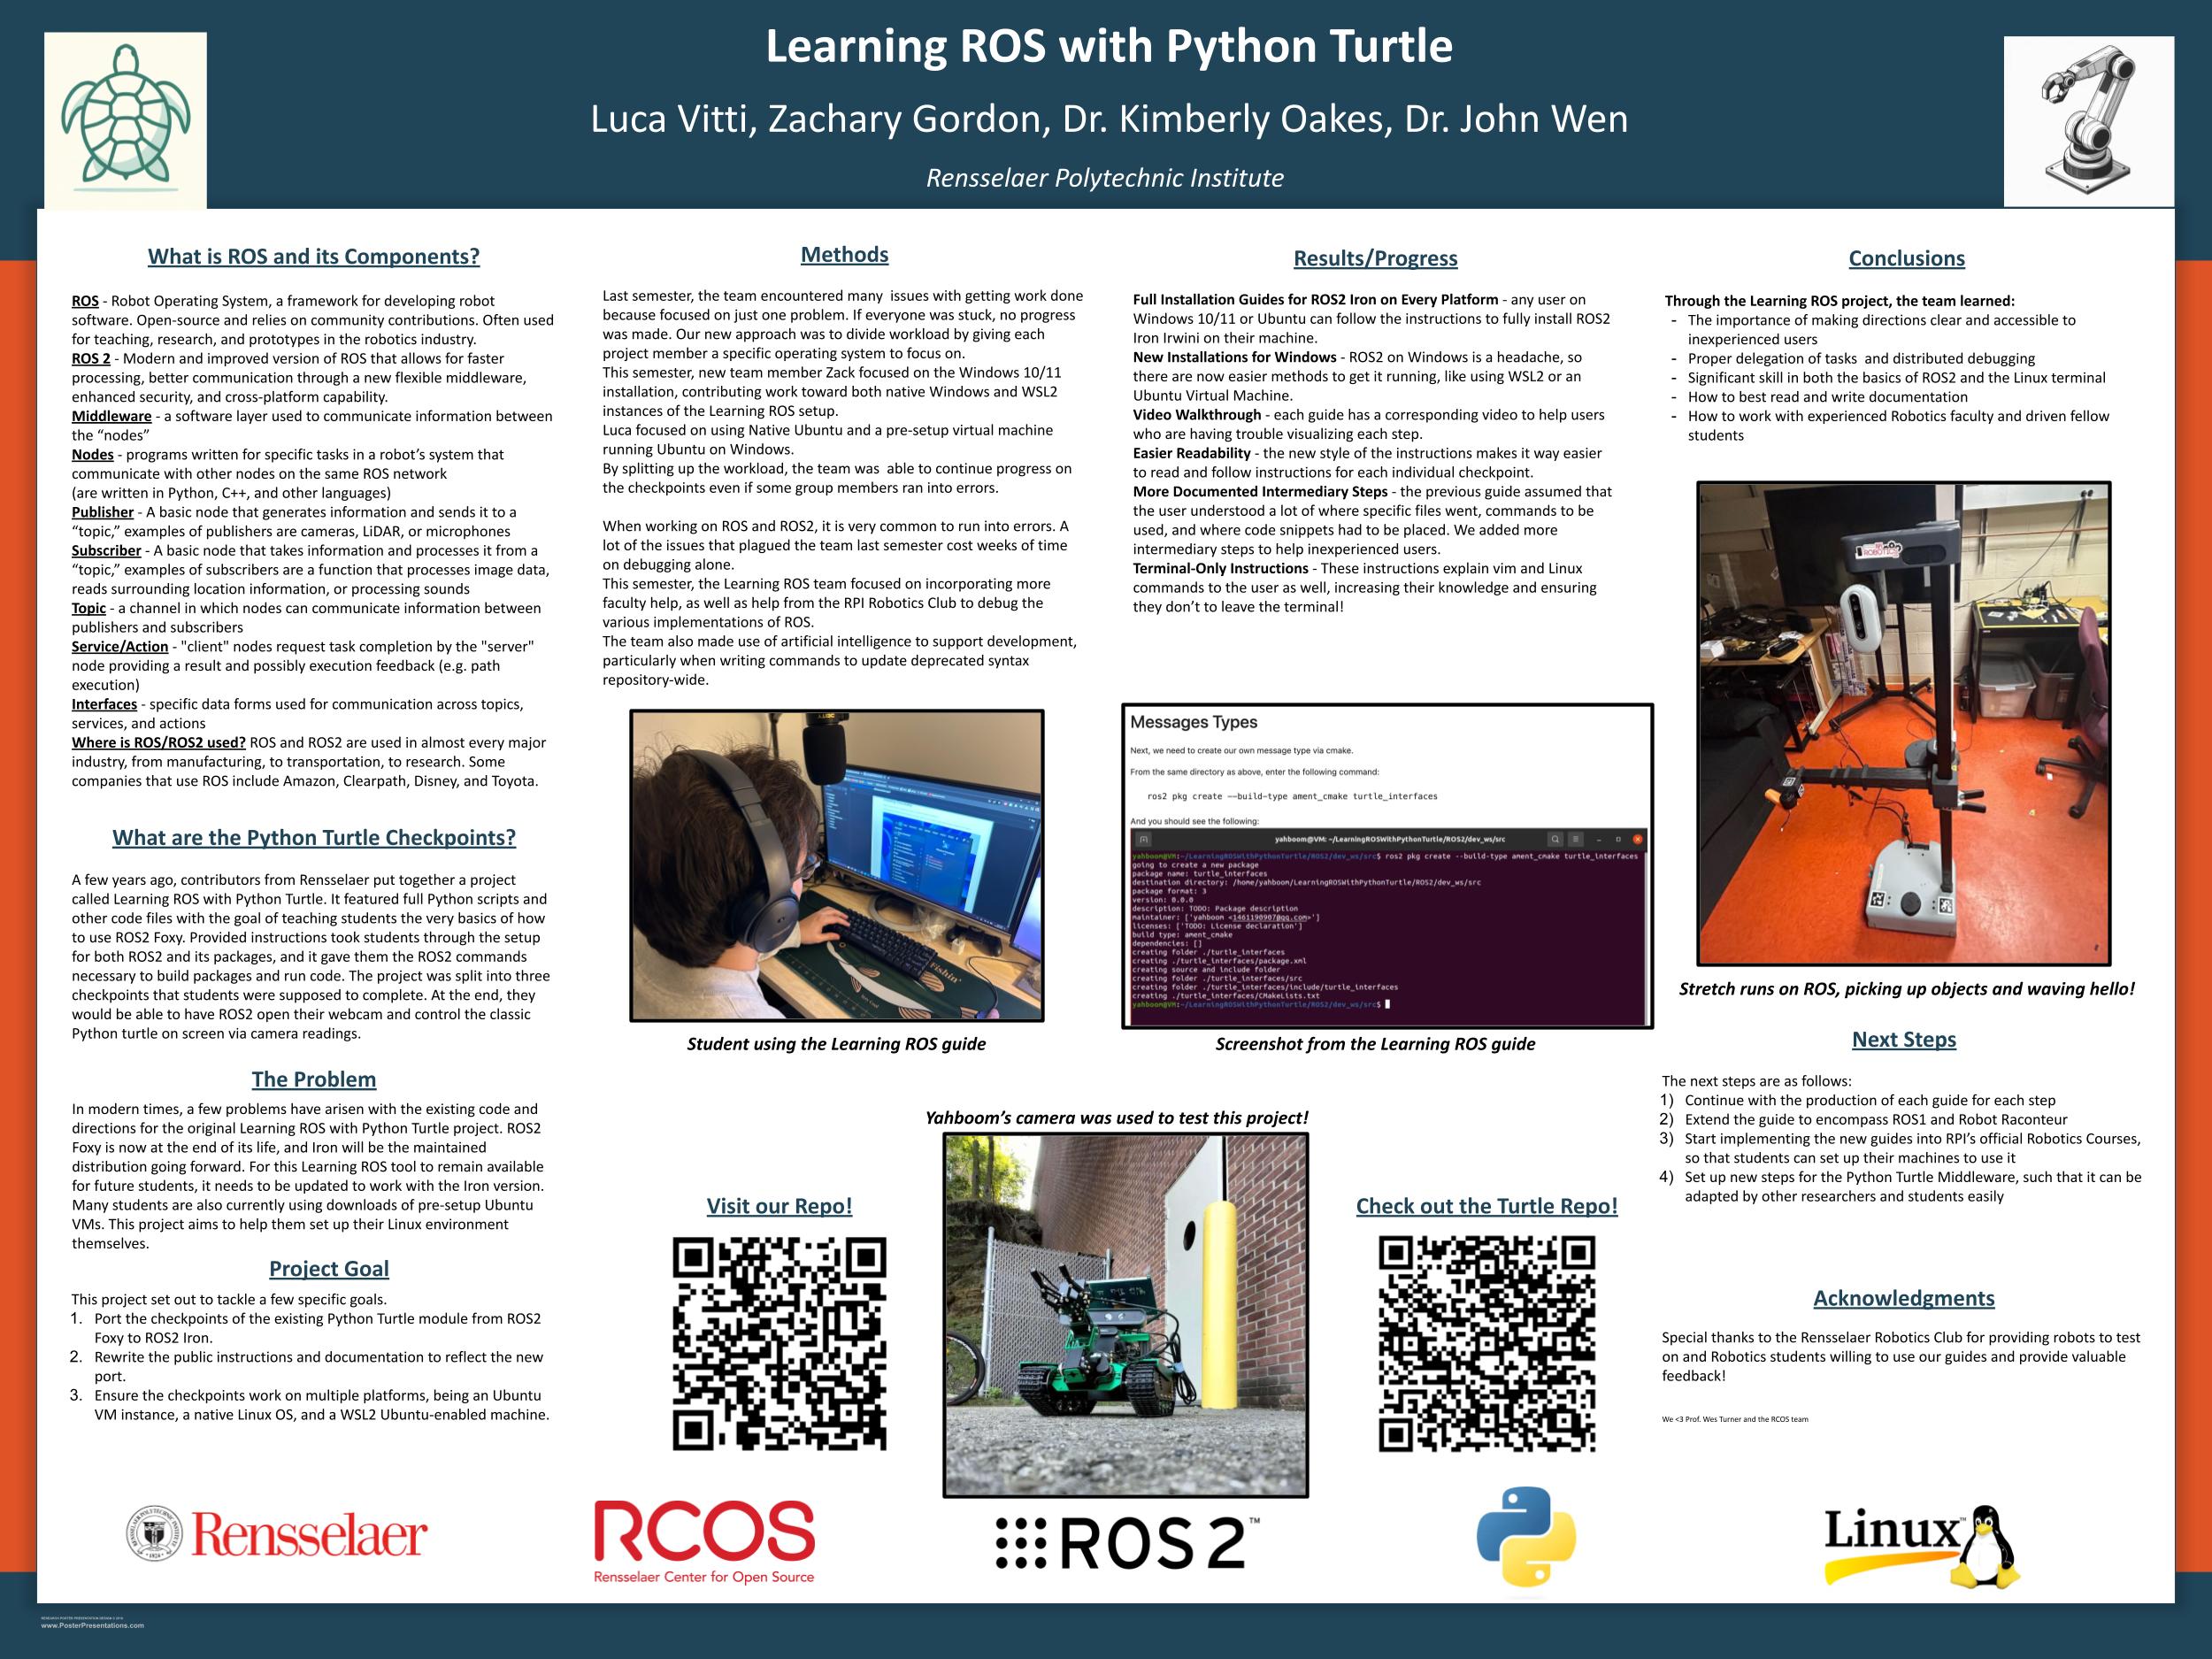 Learning ROS with Python Turtle
Luca Vitti, Zachary Gordon, Dr. Kimberly Oakes, Dr. John Wen
Rensselaer Polytechnic Institute
What is ROS and its Components?
ROS - Robot Operating System, a framework for developing robot
software. Open-source and relies on community contributions. Often used
for teaching, research, and prototypes in the robotics industry.
ROS 2 - Modern and improved version of ROS that allows for faster
processing, better communication through a new flexible middleware,
enhanced security, and cross-platform capability.
Middleware - a software layer used to communicate information between
the “nodes”
Nodes - programs written for specific tasks in a robot’s system that
communicate with other nodes on the same ROS network
(are written in Python, C++, and other languages)
Publisher - A basic node that generates information and sends it to a
“topic,” examples of publishers are cameras, LiDAR, or microphones
Subscriber - A basic node that takes information and processes it from a
“topic,” examples of subscribers are a function that processes image data,
reads surrounding location information, or processing sounds
Topic - a channel in which nodes can communicate information between
publishers and subscribers
Service/Action - "client" nodes request task completion by the "server"
node providing a result and possibly execution feedback (e.g. path
execution)
Interfaces - specific data forms used for communication across topics,
services, and actions
Where is ROS/ROS2 used? ROS and ROS2 are used in almost every major
industry, from manufacturing, to transportation, to research. Some
companies that use ROS include Amazon, Clearpath, Disney, and Toyota.
What are the Python Turtle Checkpoints?
A few years ago, contributors from Rensselaer put together a project
called Learning ROS with Python Turtle. It featured full Python scripts and
other code files with the goal of teaching students the very basics of how
to use ROS2 Foxy. Provided instructions took students through the setup
for both ROS2 and its packages, and it gave them the ROS2 commands
necessary to build packages and run code. The project was split into three
checkpoints that students were supposed to complete. At the end, they
would be able to have ROS2 open their webcam and control the classic
Python turtle on screen via camera readings.
The Problem
In modern times, a few problems have arisen with the existing code and
directions for the original Learning ROS with Python Turtle project. ROS2
Foxy is now at the end of its life, and Iron will be the maintained
distribution going forward. For this Learning ROS tool to remain available
for future students, it needs to be updated to work with the Iron version.
Many students are also currently using downloads of pre-setup Ubuntu
VMs. This project aims to help them set up their Linux environment
themselves.
Project Goal
This project set out to tackle a few specific goals.
1. Port the checkpoints of the existing Python Turtle module from ROS2
Foxy to ROS2 Iron.
2. Rewrite the public instructions and documentation to reflect the new
port.
3. Ensure the checkpoints work on multiple platforms, being an Ubuntu
VM instance, a native Linux OS, and a WSL2 Ubuntu-enabled machine.
Methods
Last semester, the team encountered many issues with getting work done
because focused on just one problem. If everyone was stuck, no progress
was made. Our new approach was to divide workload by giving each
project member a specific operating system to focus on.
This semester, new team member Zack focused on the Windows 10/11
installation, contributing work toward both native Windows and WSL2
instances of the Learning ROS setup.
Luca focused on using Native Ubuntu and a pre-setup virtual machine
running Ubuntu on Windows.
By splitting up the workload, the team was able to continue progress on
the checkpoints even if some group members ran into errors.
When working on ROS and ROS2, it is very common to run into errors. A
lot of the issues that plagued the team last semester cost weeks of time
on debugging alone.
This semester, the Learning ROS team focused on incorporating more
faculty help, as well as help from the RPI Robotics Club to debug the
various implementations of ROS.
The team also made use of artificial intelligence to support development,
particularly when writing commands to update deprecated syntax
repository-wide.
Fishin'
Student using the Learning ROS guide
Results/Progress
Full Installation Guides for ROS2 Iron on Every Platform - any user on
Windows 10/11 or Ubuntu can follow the instructions to fully install ROS2
Iron Irwini on their machine.
New Installations for Windows - ROS2 on Windows is a headache, so
there are now easier methods to get it running, like using WSL2 or an
Ubuntu Virtual Machine.
Video Walkthrough - each guide has a corresponding video to help users
who are having trouble visualizing each step.
Easier Readability - the new style of the instructions makes it way easier
to read and follow instructions for each individual checkpoint.
More Documented Intermediary Steps - the previous guide assumed that
the user understood a lot of where specific files went, commands to be
used, and where code snippets had to be placed. We added more
intermediary steps to help inexperienced users.
Terminal-Only Instructions - These instructions explain vim and Linux
commands to the user as well, increasing their knowledge and ensuring
they don’t to leave the terminal!
Messages Types
Next, we need to create our own message type via cmake.
From the same directory as above, enter the following command:
ros2 pkg create --build-type ament_cmake turtle_interfaces
And you should see the following:
yahboom@VM: ~/LearningROSWithPythonTurtle/ROS2/dev_ws/src
yahboom@VM:~/LearningROSWithPythonTurtle/ROS2/dev_ws/src$ ros2 pkg create --build-type ament_cmake turtle_interfaces
going to create a new package
package name: turtle_interfaces
destination directory: /home/yahboom/LearningROSWithPythonTurtle/ROS2/dev_ws/src
package format: 3
version: 0.0.0
description: TODO: Package description
maintainer: ['yahboom <1461190907@qq.com>']
licenses: ['TODO: License declaration']
build type: ament_cmake
dependencies: []
creating folder ./turtle_interfaces
creating ./turtle_interfaces/package.xml
creating source and include folder
creating folder ./turtle_interfaces/src
creating folder ./turtle_interfaces/include/turtle_interfaces
creating ./turtle_interfaces/CMakeLists.txt
yahboom@VM:~/LearningROSWithPythonTurtle/ROS2/dev_ws/src$
Screenshot from the Learning ROS guide
Yahboom’s camera was used to test this project!
Visit our Repo!
Check out the Turtle Repo!
Conclusions
Through the Learning ROS project, the team learned:
- The importance of making directions clear and accessible to
inexperienced users
- Proper delegation of tasks and distributed debugging
- Significant skill in both the basics of ROS2 and the Linux terminal
- How to best read and write documentation
- How to work with experienced Robotics faculty and driven fellow
students
ROBOTICS
Stretch runs on ROS, picking up objects and waving hello!
Next Steps
The next steps are as follows:
1) Continue with the production of each guide for each step
2) Extend the guide to encompass ROS1 and Robot Raconteur
3) Start implementing the new guides into RPI’s official Robotics Courses,
so that students can set up their machines to use it
4) Set up new steps for the Python Turtle Middleware, such that it can be
adapted by other researchers and students easily
Acknowledgments
Special thanks to the Rensselaer Robotics Club for providing robots to test
on and Robotics students willing to use our guides and provide valuable
feedback!
We <3 Prof. Wes Turner and the RCOS team
Rensselaer
RCOS
Rensselaer Center for Open Source
ROS 2™
Linux™
www.PosterPresentations.com